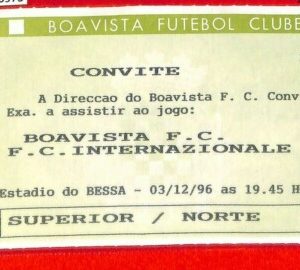 BOAVISTA FUTEBOL CLUBE
CONVITE
A Direccao do Boavista F. C. Conv
Exa. a assistir ao jogo:
BOAVISTA F.C.
F.C.INTERNAZIONALE
Estadio do BESSA - 03/12/96 as 19.45 H
SUPERIOR / NORTE